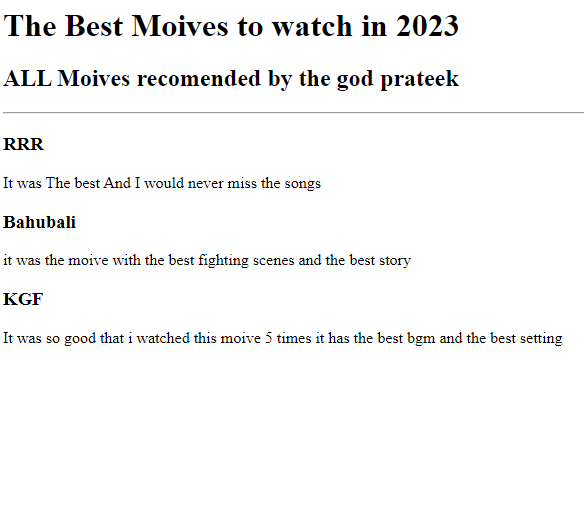 The Best Moives to watch in 2023
ALL Moives recomended by the god prateek
RRR
It was The best And I would never miss the songs
Bahubali
it was the moive with the best fighting scenes and the best story
KGF
It was so good that i watched this moive 5 times it has the best bgm and the best setting